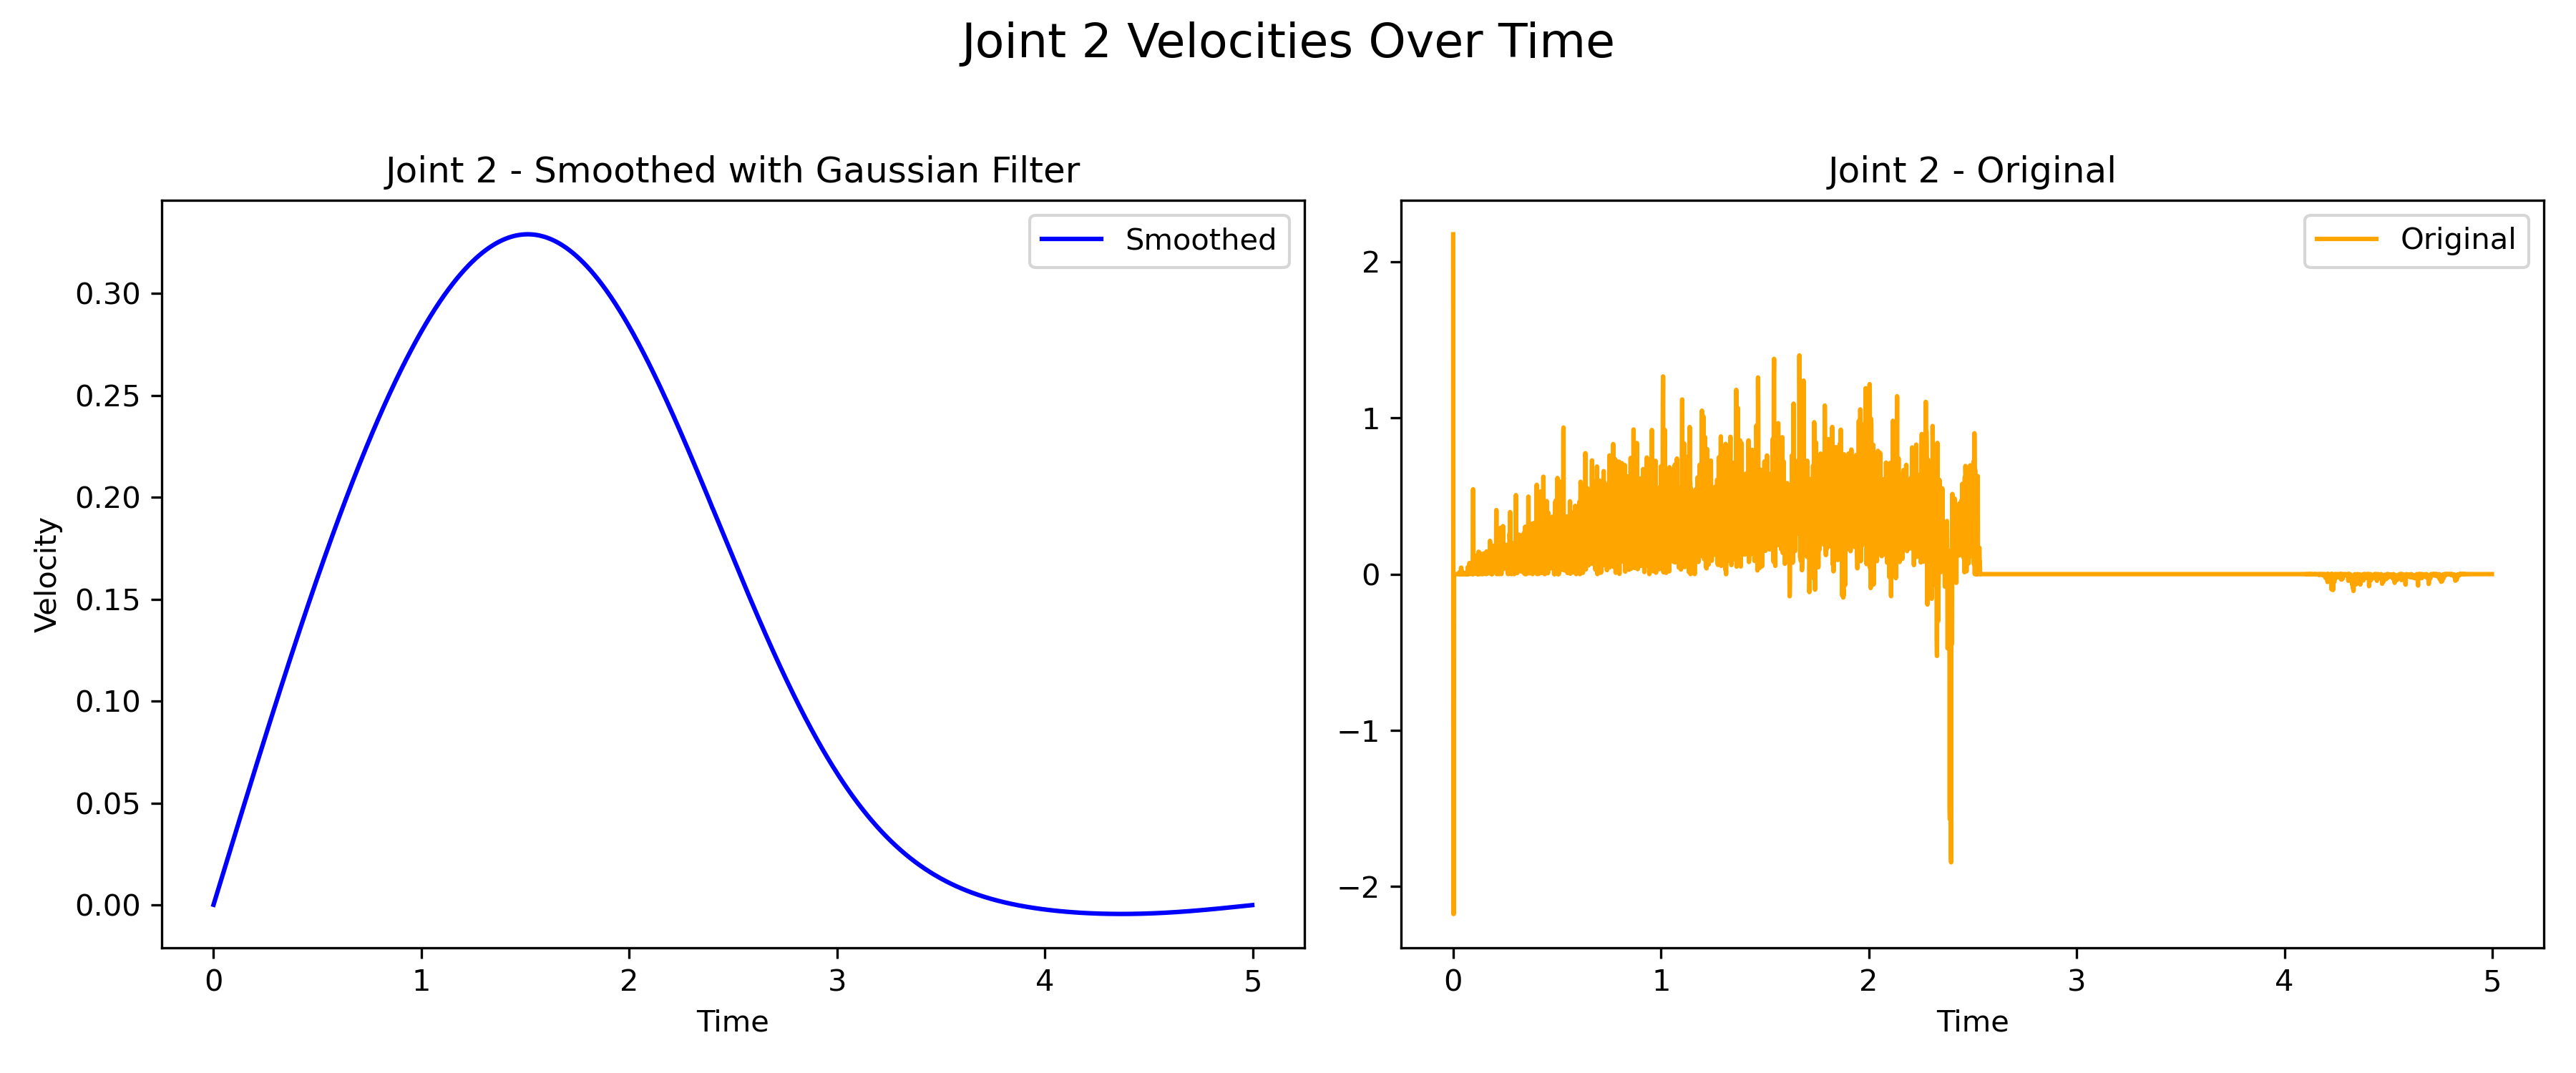 Joint 2 Velocities Over Time
Joint 2 - Smoothed with Gaussian Filter
Smoothed
0.30
0.25
0.20
0.15
0.10
0.05
0.00
Velocity
0 1 2 3 4 5
Time
Joint 2 - Original
Original
2
1
0
−1
−2
0 1 2 3 4 5
Time